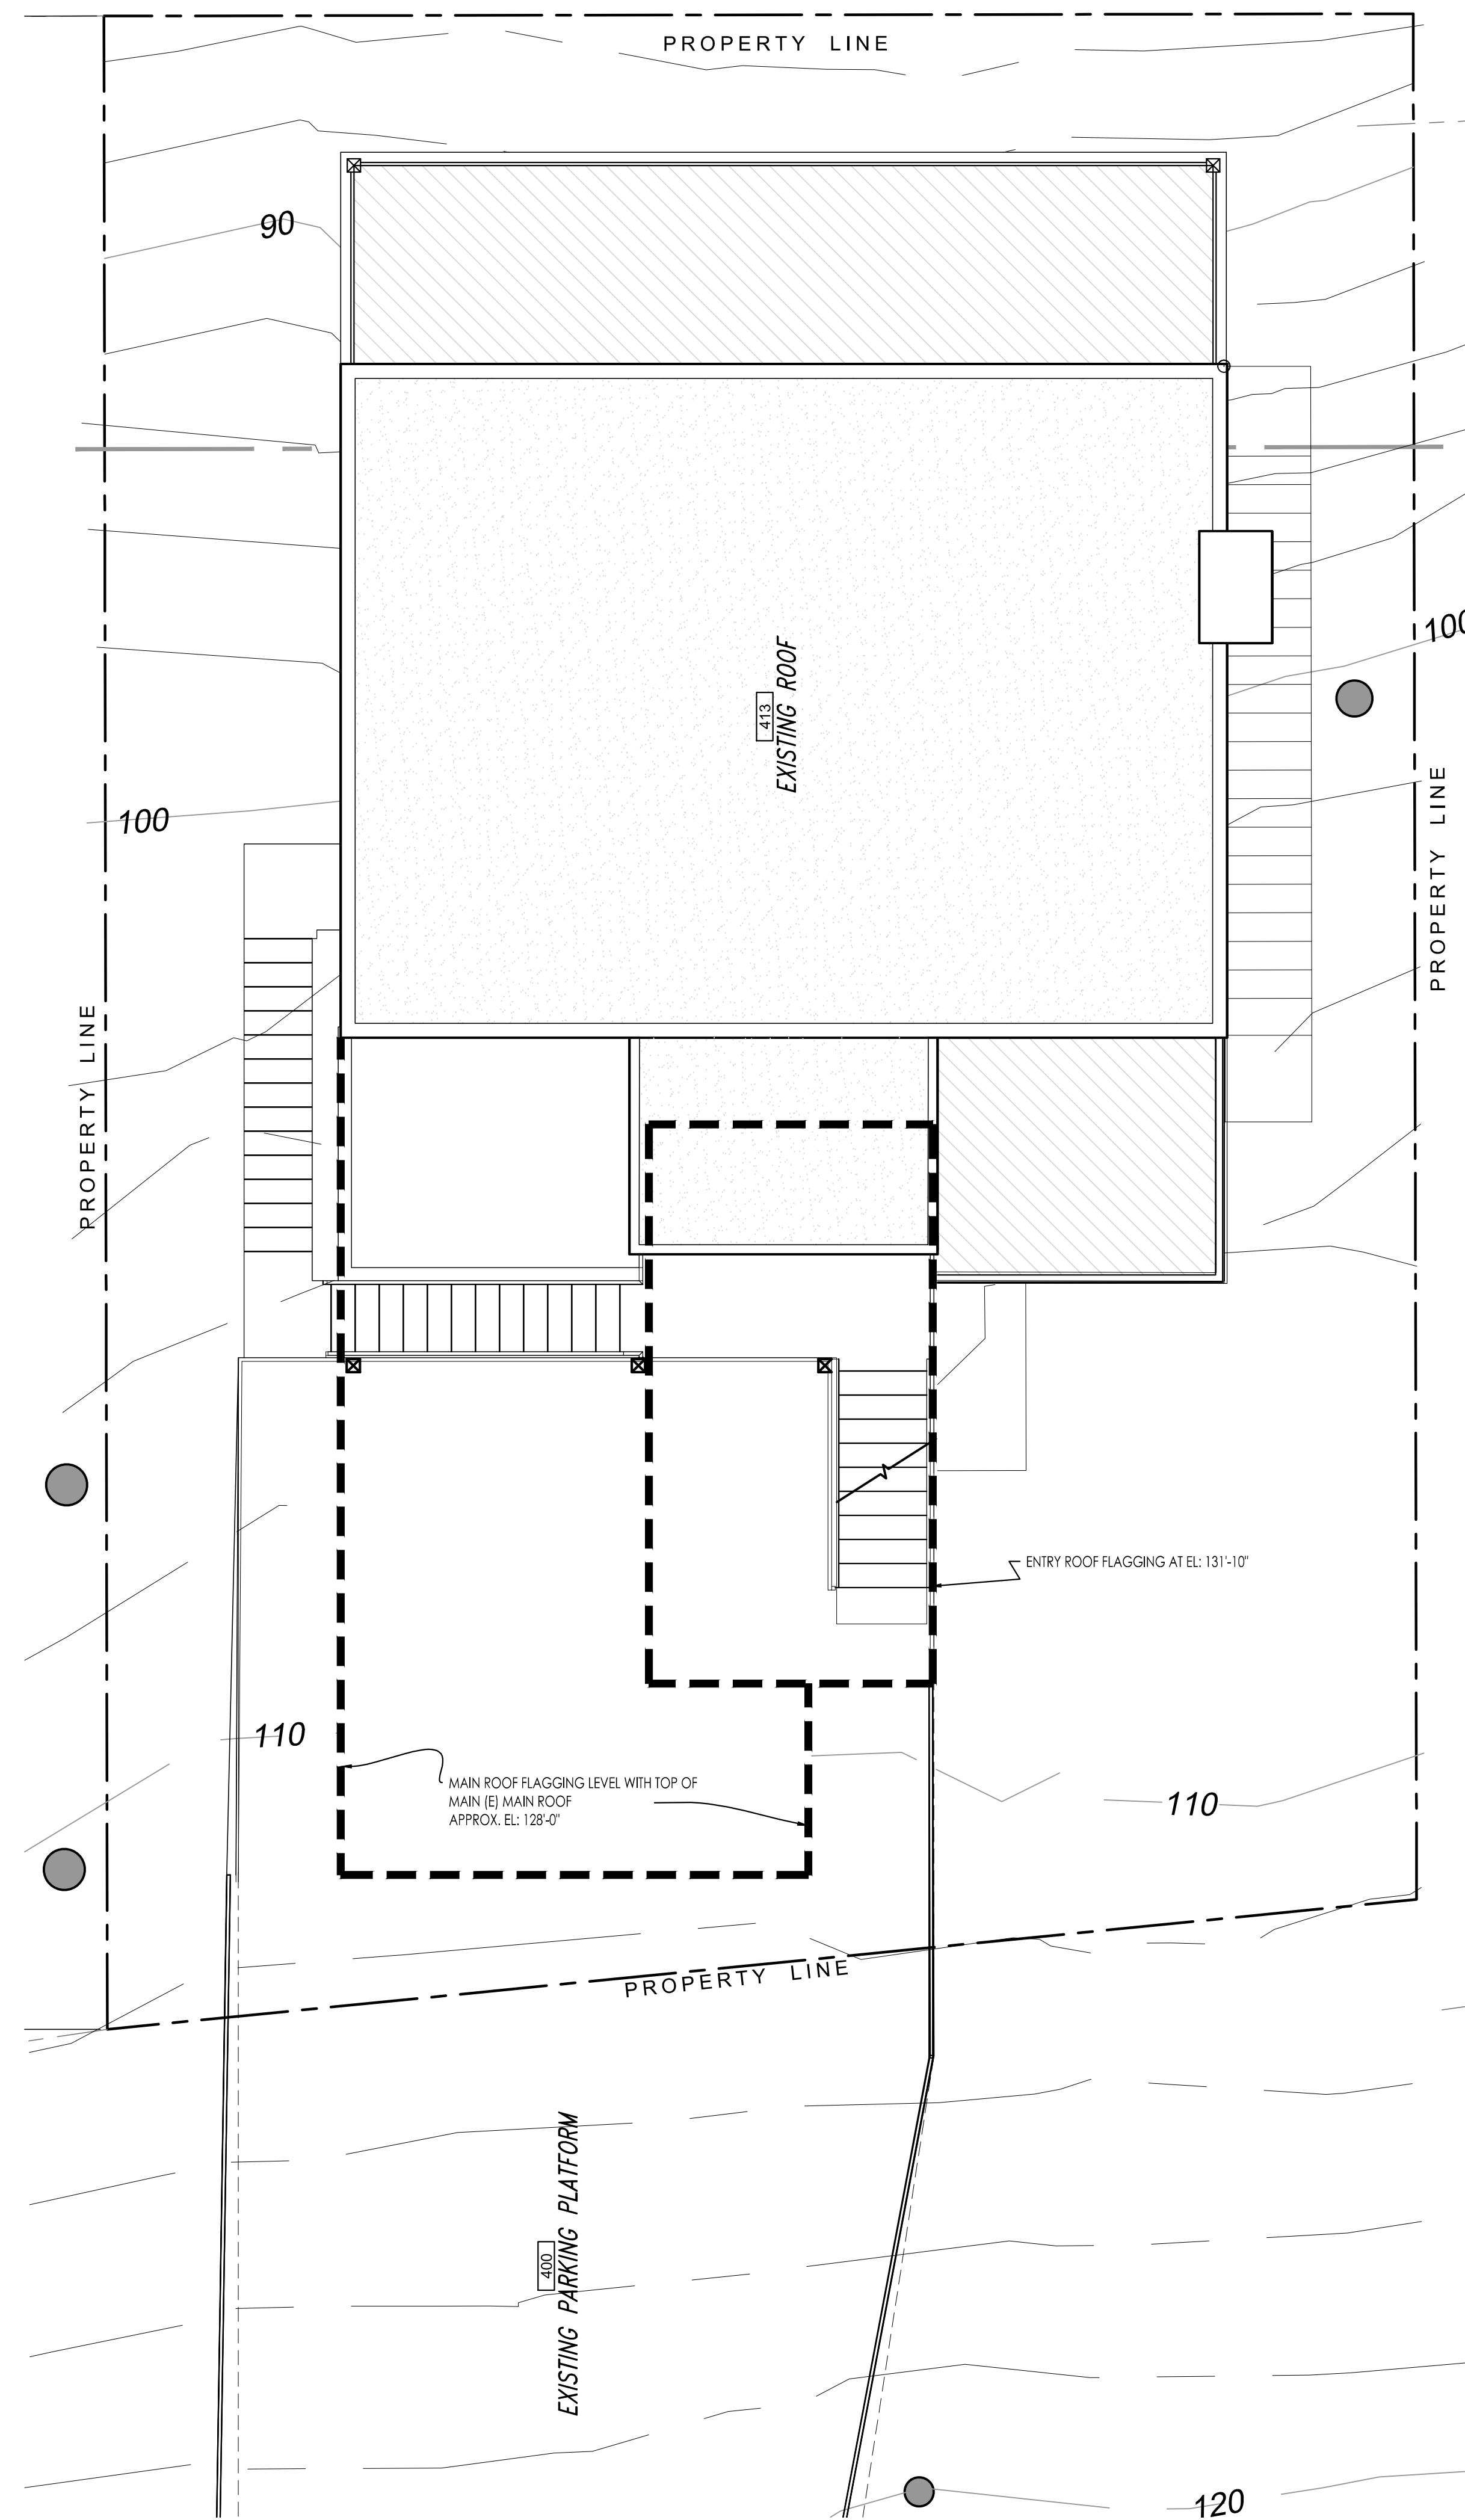 PROPERTY LINE
90
100
413
EXISTING ROOF
100
PROPERTY LINE
PROPERTY LINE
ENTRY ROOF FLAGGING AT EL: 131'-10"
110
MAIN ROOF FLAGGING LEVEL WITH TOP OF
MAIN (E) MAIN ROOF
APPROX. EL: 128'-0"
110
PROPERTY LINE
400
EXISTING PARKING PLATFORM
120